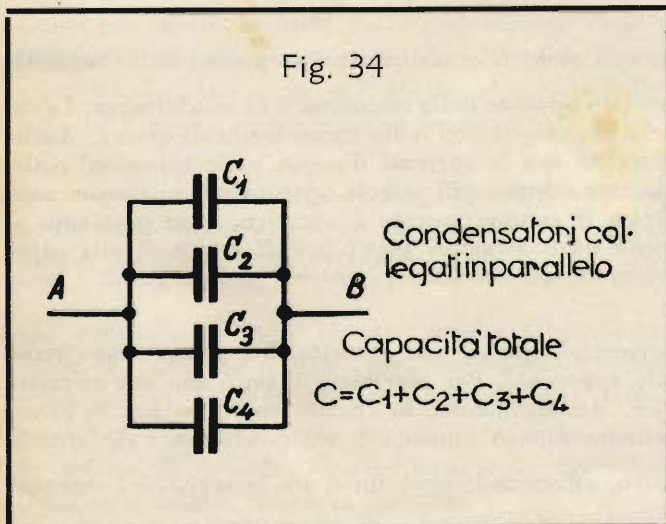 Fig. 34
C1
C2
C3
C4
A
B
Condensatori col-
legati in parallelo
Capacità totale
C=C1+C2+C3+C4